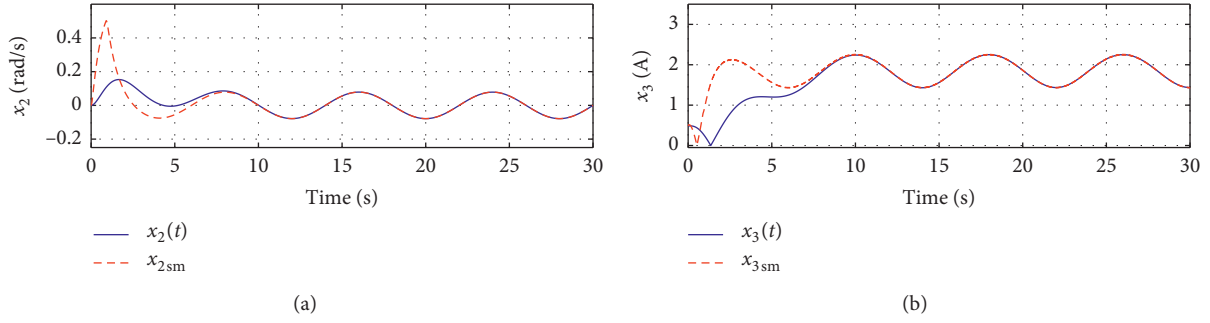 x2 (rad/s)
0.4
0.2
0
−0.2
0 5 10 15 20 25 30
Time (s)
x2(t)
x2sm
(a)
x3 (A)
3
2
1
0
0 5 10 15 20 25 30
Time (s)
x3(t)
x3sm
(b)